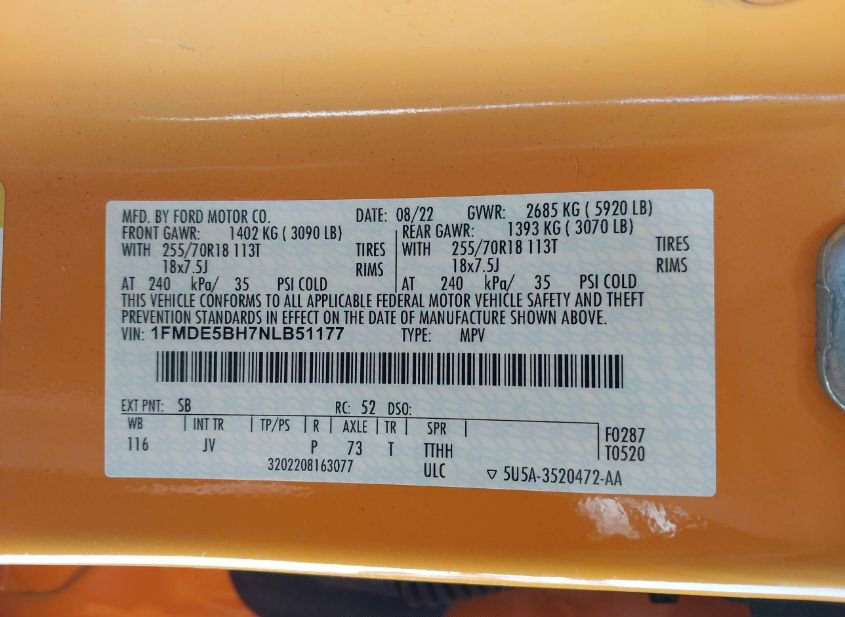 MFD. BY FORD MOTOR CO. DATE: 08/22 GVWR: 2685 KG ( 5920 LB)
FRONT GAWR: 1402 KG ( 3090 LB) REAR GAWR: 1393 KG ( 3070 LB)
WITH 255/70R18 113T TIRES WITH 255/70R18 113T TIRES
18x7.5J RIMS 18x7.5J RIMS
AT 240 kPa/ 35 PSI COLD AT 240 kPa/ 35 PSI COLD
THIS VEHICLE CONFORMS TO ALL APPLICABLE FEDERAL MOTOR VEHICLE SAFETY AND THEFT
PREVENTION STANDARDS IN EFFECT ON THE DATE OF MANUFACTURE SHOWN ABOVE.
VIN: 1FMDE5BH7NLB51177 TYPE: MPV
EXT PNT: SB RC: 52 DSO:
WB INT TR TP/PS R AXLE TR SPR F0287
116 JV P 73 T TTHH T0520
3202208163077 ULC ▽ 5U5A-3520472-AA